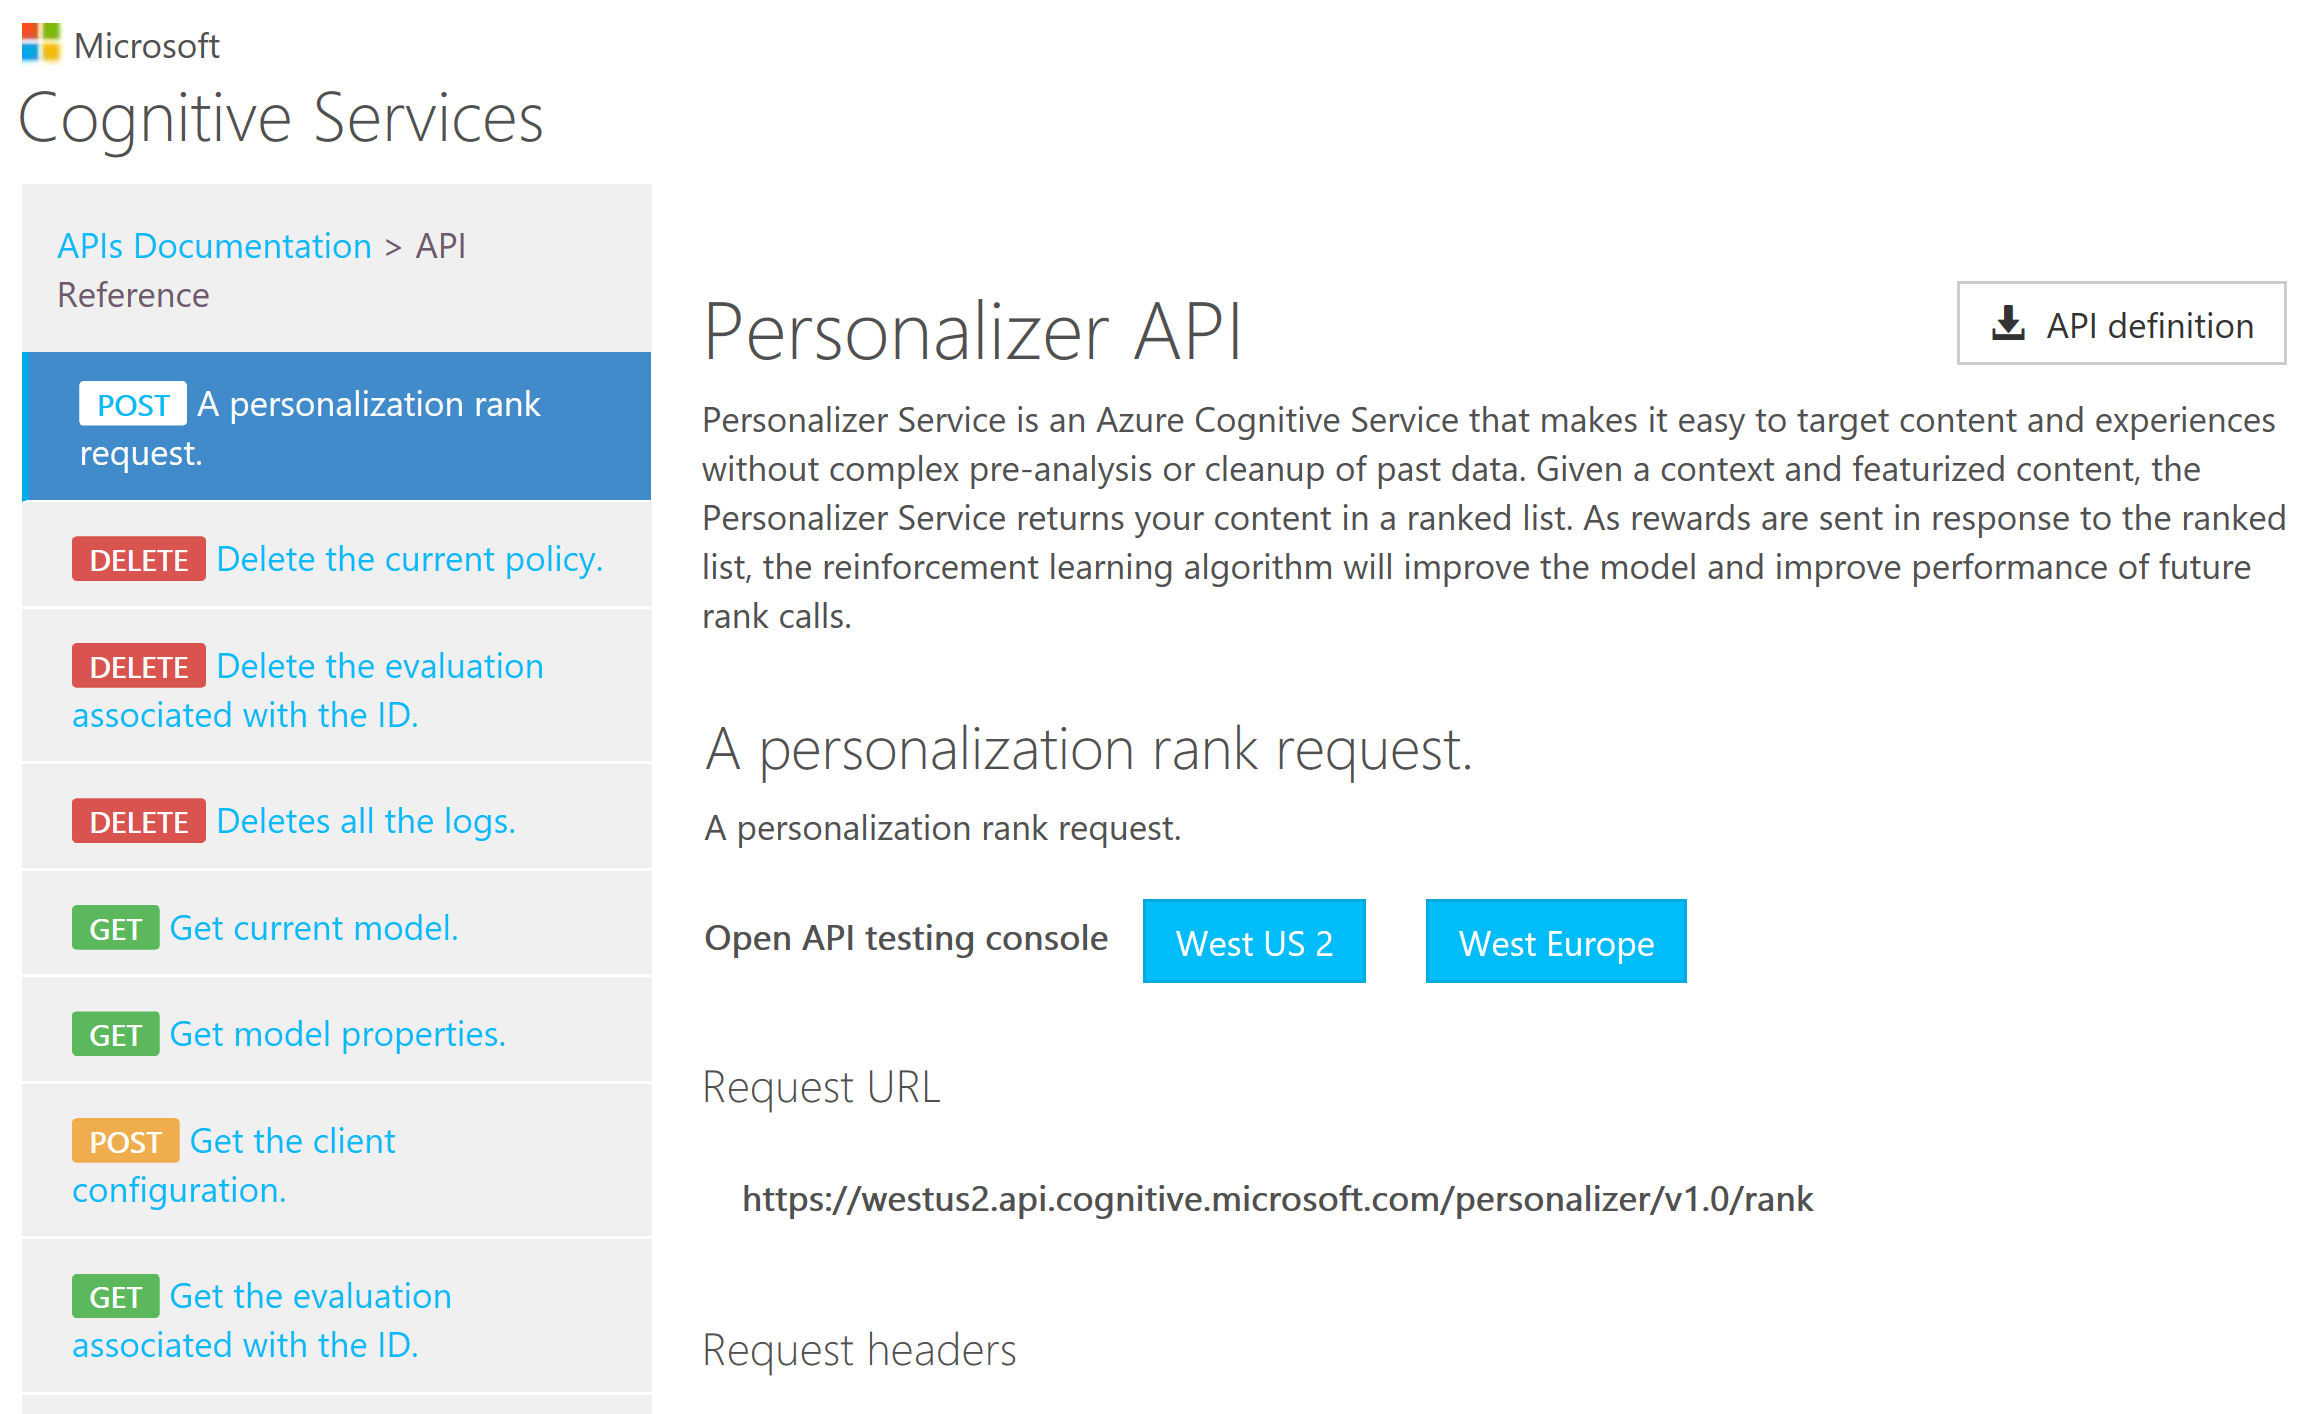 Microsoft
Cognitive Services
APIs Documentation > API
Reference
POST A personalization rank
request.
DELETE Delete the current policy.
DELETE Delete the evaluation
associated with the ID.
DELETE Deletes all the logs.
GET Get current model.
GET Get model properties.
POST Get the client
configuration.
GET Get the evaluation
associated with the ID.
Personalizer API
API definition
Personalizer Service is an Azure Cognitive Service that makes it easy to target content and experiences
without complex pre-analysis or cleanup of past data. Given a context and featurized content, the
Personalizer Service returns your content in a ranked list. As rewards are sent in response to the ranked
list, the reinforcement learning algorithm will improve the model and improve performance of future
rank calls.
A personalization rank request.
A personalization rank request.
Open API testing console West US 2 West Europe
Request URL
https://westus2.api.cognitive.microsoft.com/personalizer/v1.0/rank
Request headers